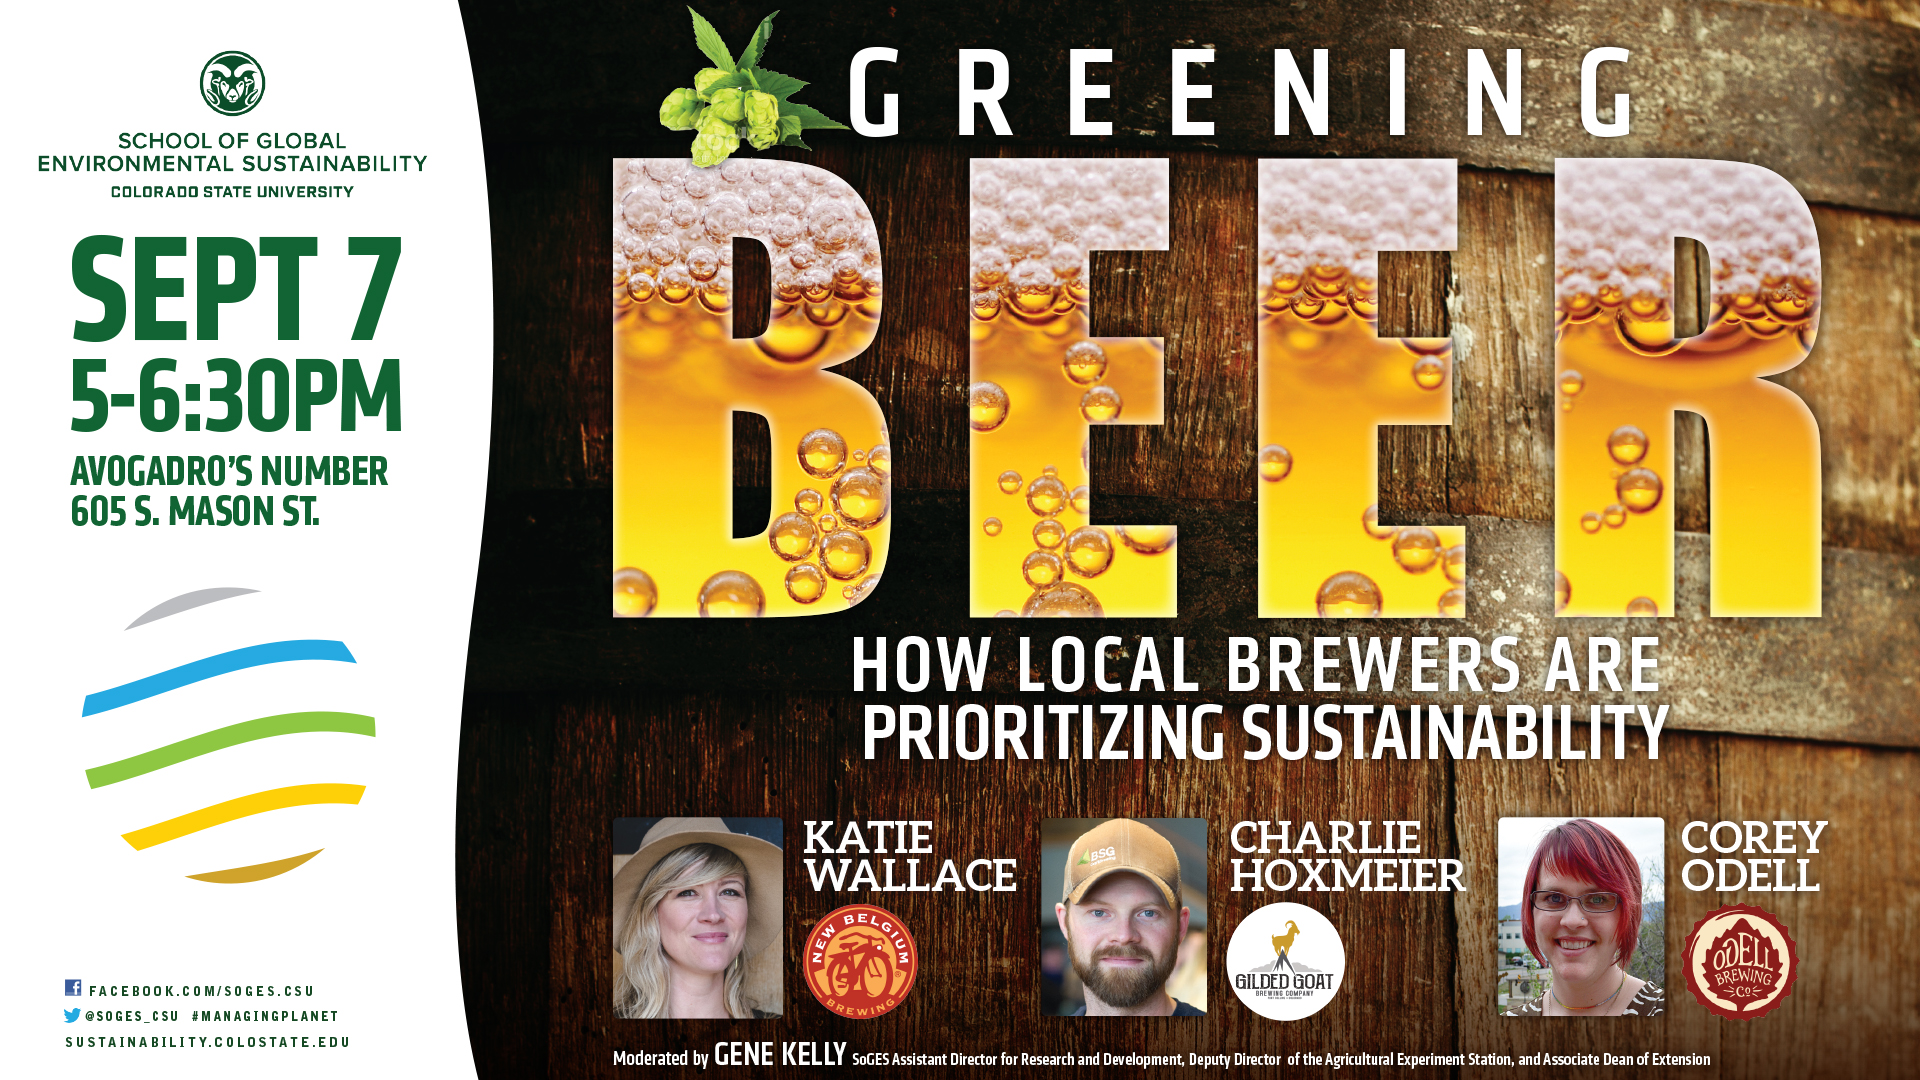 SCHOOL OF GLOBAL
ENVIRONMENTAL SUSTAINABILITY
COLORADO STATE UNIVERSITY
SEPT 7
5-6:30PM
AVOGADRO'S NUMBER
605 S. MASON ST.
FACEBOOK.COM/SOGES.CSU
@SOGES_CSU #MANAGINGPLANET
SUSTAINABILITY.COLOSTATE.EDU
GREENING
BEER
HOW LOCAL BREWERS ARE
PRIORITIZING SUSTAINABILITY
KATIE
WALLACE
NEW BELGIUM
BREWING
BSG
CHARLIE
HOXMEIER
GILDED GOAT
BREWING COMPANY
COREY
ODELL
ODELL
BREWING
Co
Moderated by GENE KELLY SoGES Assistant Director for Research and Development, Deputy Director of the Agricultural Experiment Station, and Associate Dean of Extension